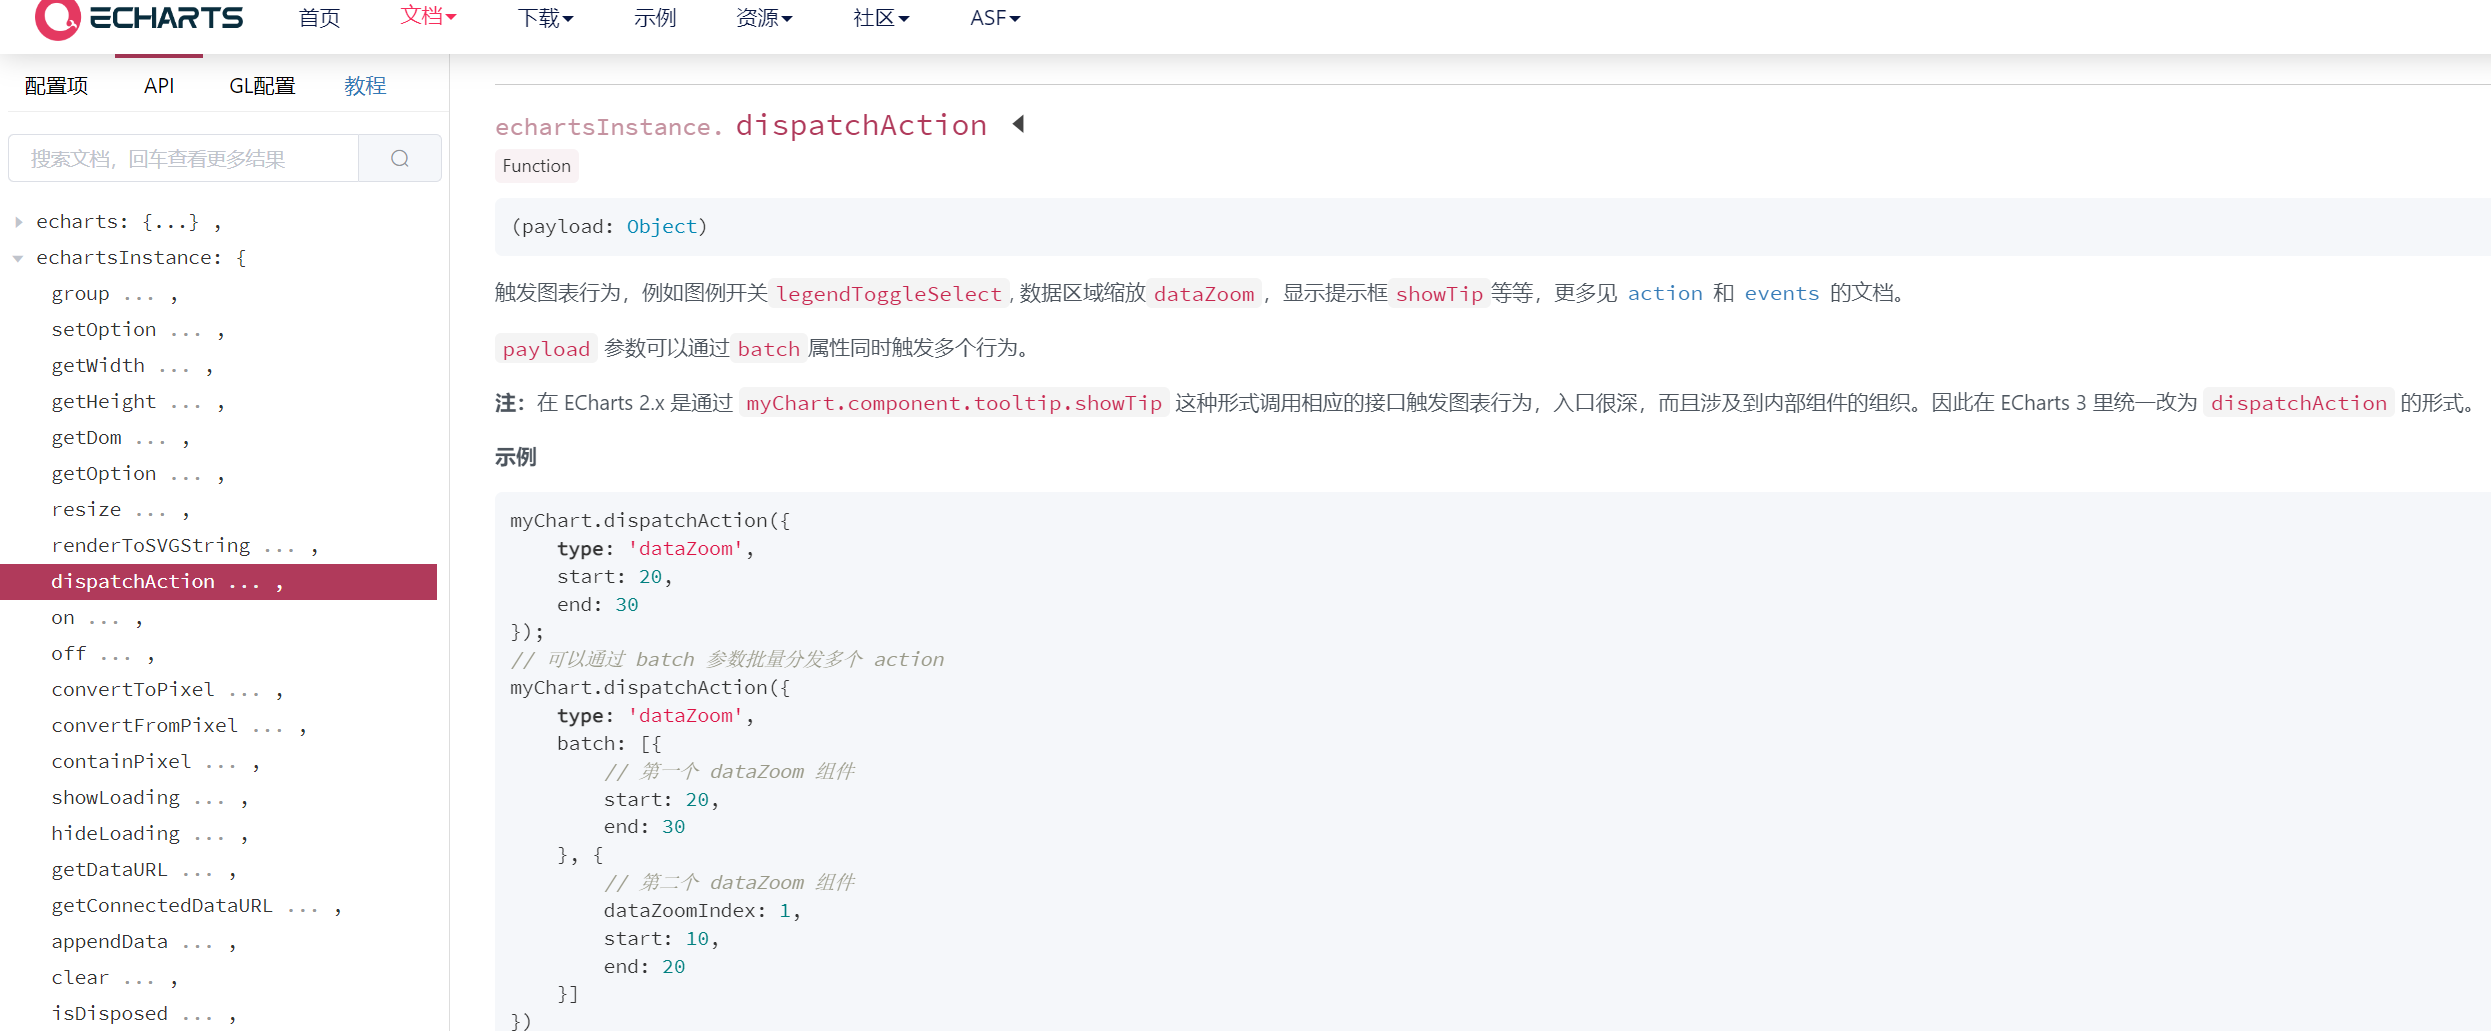 ECHARTS 首页 文档 下载 示例 资源 社区 ASF
配置项 API GL配置 教程
搜索文档，回车查看更多结果
echarts: {...} ,
echartsInstance: {
group ... ,
setOption ... ,
getWidth ... ,
getHeight ... ,
getDom ... ,
getOption ... ,
resize ... ,
renderToSVGString ... ,
dispatchAction ... ,
on ... ,
off ... ,
convertToPixel ... ,
convertFromPixel ... ,
containPixel ... ,
showLoading ... ,
hideLoading ... ,
getDataURL ... ,
getConnectedDataURL ... ,
appendData ... ,
clear ... ,
isDisposed ... ,
echartsInstance. dispatchAction
Function
(payload: Object)
触发图表行为，例如图例开关 legendToggleSelect, 数据区域缩放 dataZoom，显示提示框 showTip 等等，更多见 action 和 events 的文档。
payload 参数可以通过 batch 属性同时触发多个行为。
注：在 ECharts 2.x 是通过 myChart.component.tooltip.showTip 这种形式调用相应的接口触发图表行为，入口很深，而且涉及到内部组件的组织。因此在 ECharts 3 里统一改为 dispatchAction 的形式。
示例
myChart.dispatchAction({
    type: 'dataZoom',
    start: 20,
    end: 30
});
// 可以通过 batch 参数批量分发多个 action
myChart.dispatchAction({
    type: 'dataZoom',
    batch: [{
        // 第一个 dataZoom 组件
        start: 20,
        end: 30
    }, {
        // 第二个 dataZoom 组件
        dataZoomIndex: 1,
        start: 10,
        end: 20
    }]
})